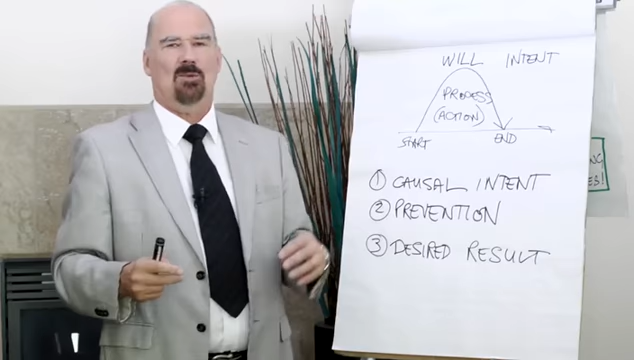 WILL INTENT
PROCESS
(ACTION)
START END
① CAUSAL INTENT
② PREVENTION
③ DESIRED RESULT